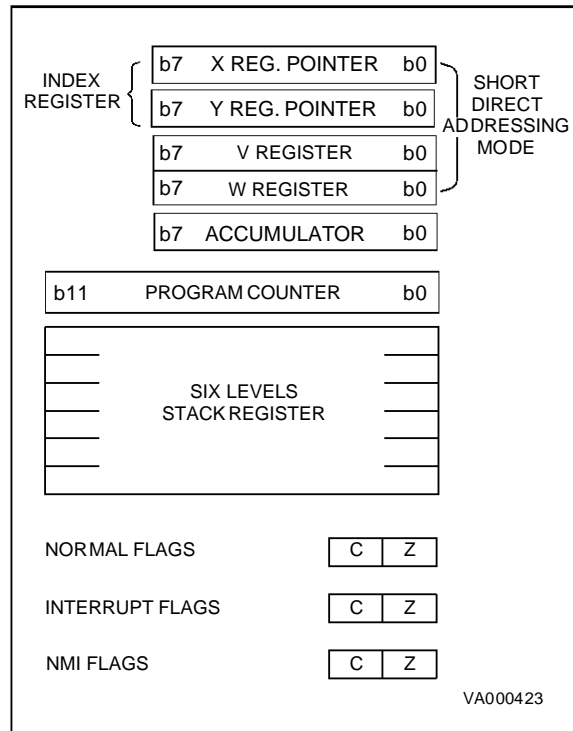 INDEX
REGISTER
b7 X REG. POINTER b0
b7 Y REG. POINTER b0
b7 V REGISTER b0
b7 W REGISTER b0
b7 ACCUMULATOR b0
SHORT
DIRECT
ADDRESSING
MODE
b11 PROGRAM COUNTER b0
SIX LEVELS
STACK REGISTER
NORMAL FLAGS C Z
INTERRUPT FLAGS C Z
NMI FLAGS C Z
VA000423